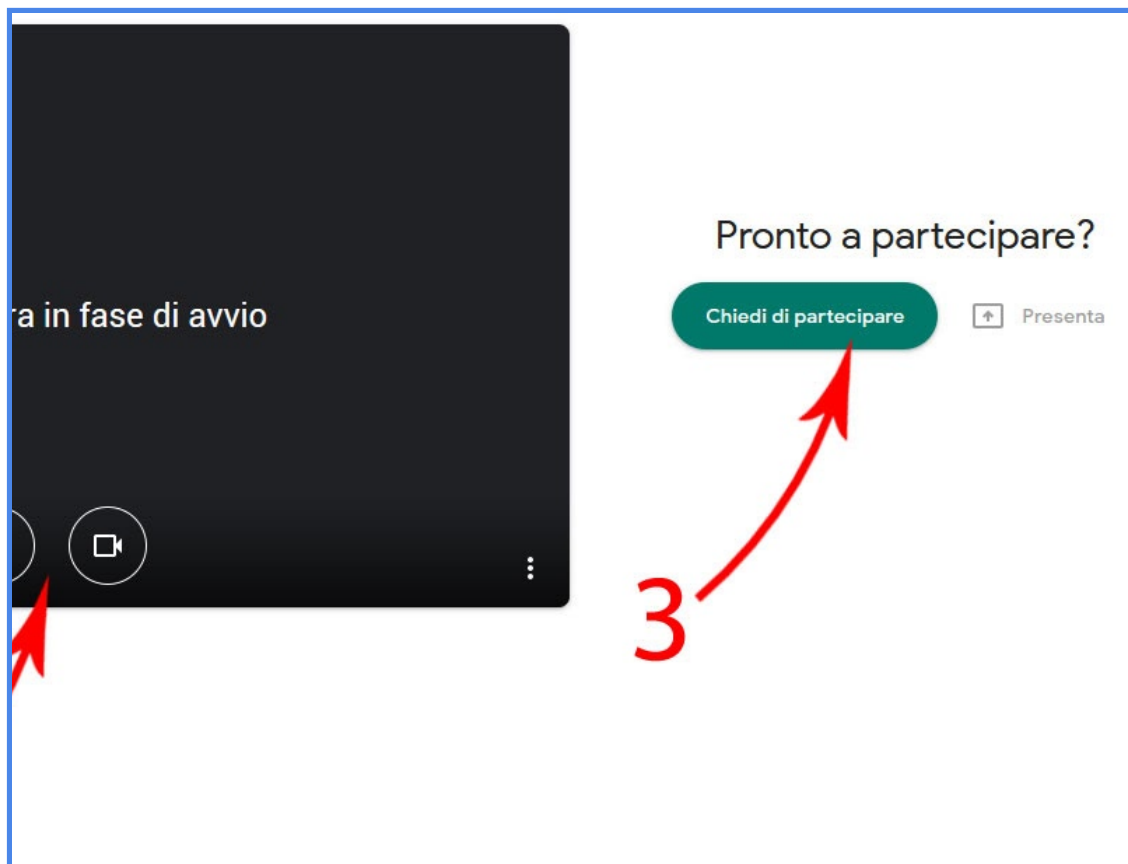 Pronto a partecipare?
ra in fase di avvio
Chiedi di partecipare
Presenta
3